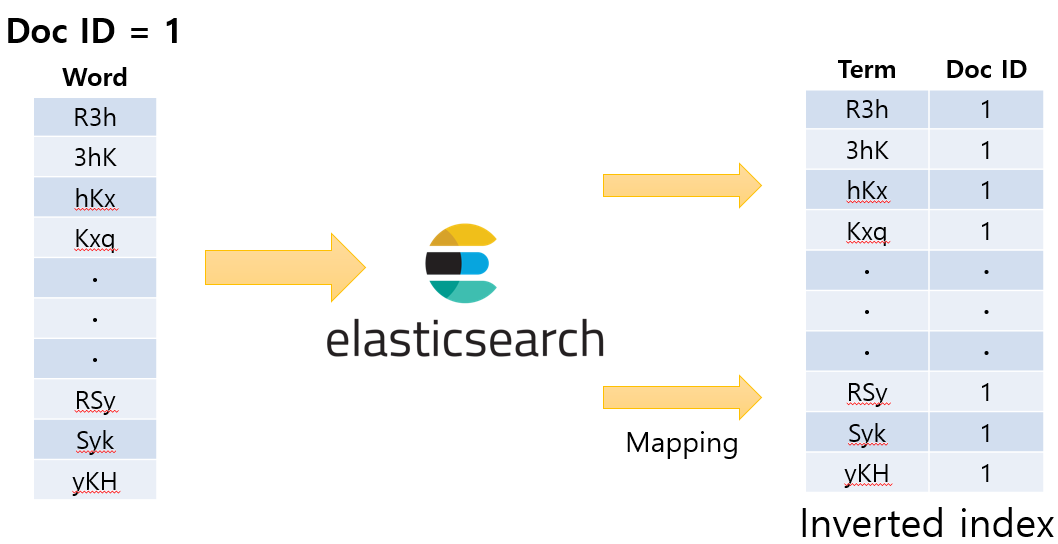 Doc ID = 1
Word
R3h
3hK
hKx
Kxq
.
.
.
RSy
Syk
yKH
elasticsearch
Mapping
Term Doc ID
R3h 1
3hK 1
hKx 1
Kxq 1
. .
. .
. .
RSy 1
Syk 1
yKH 1
Inverted index